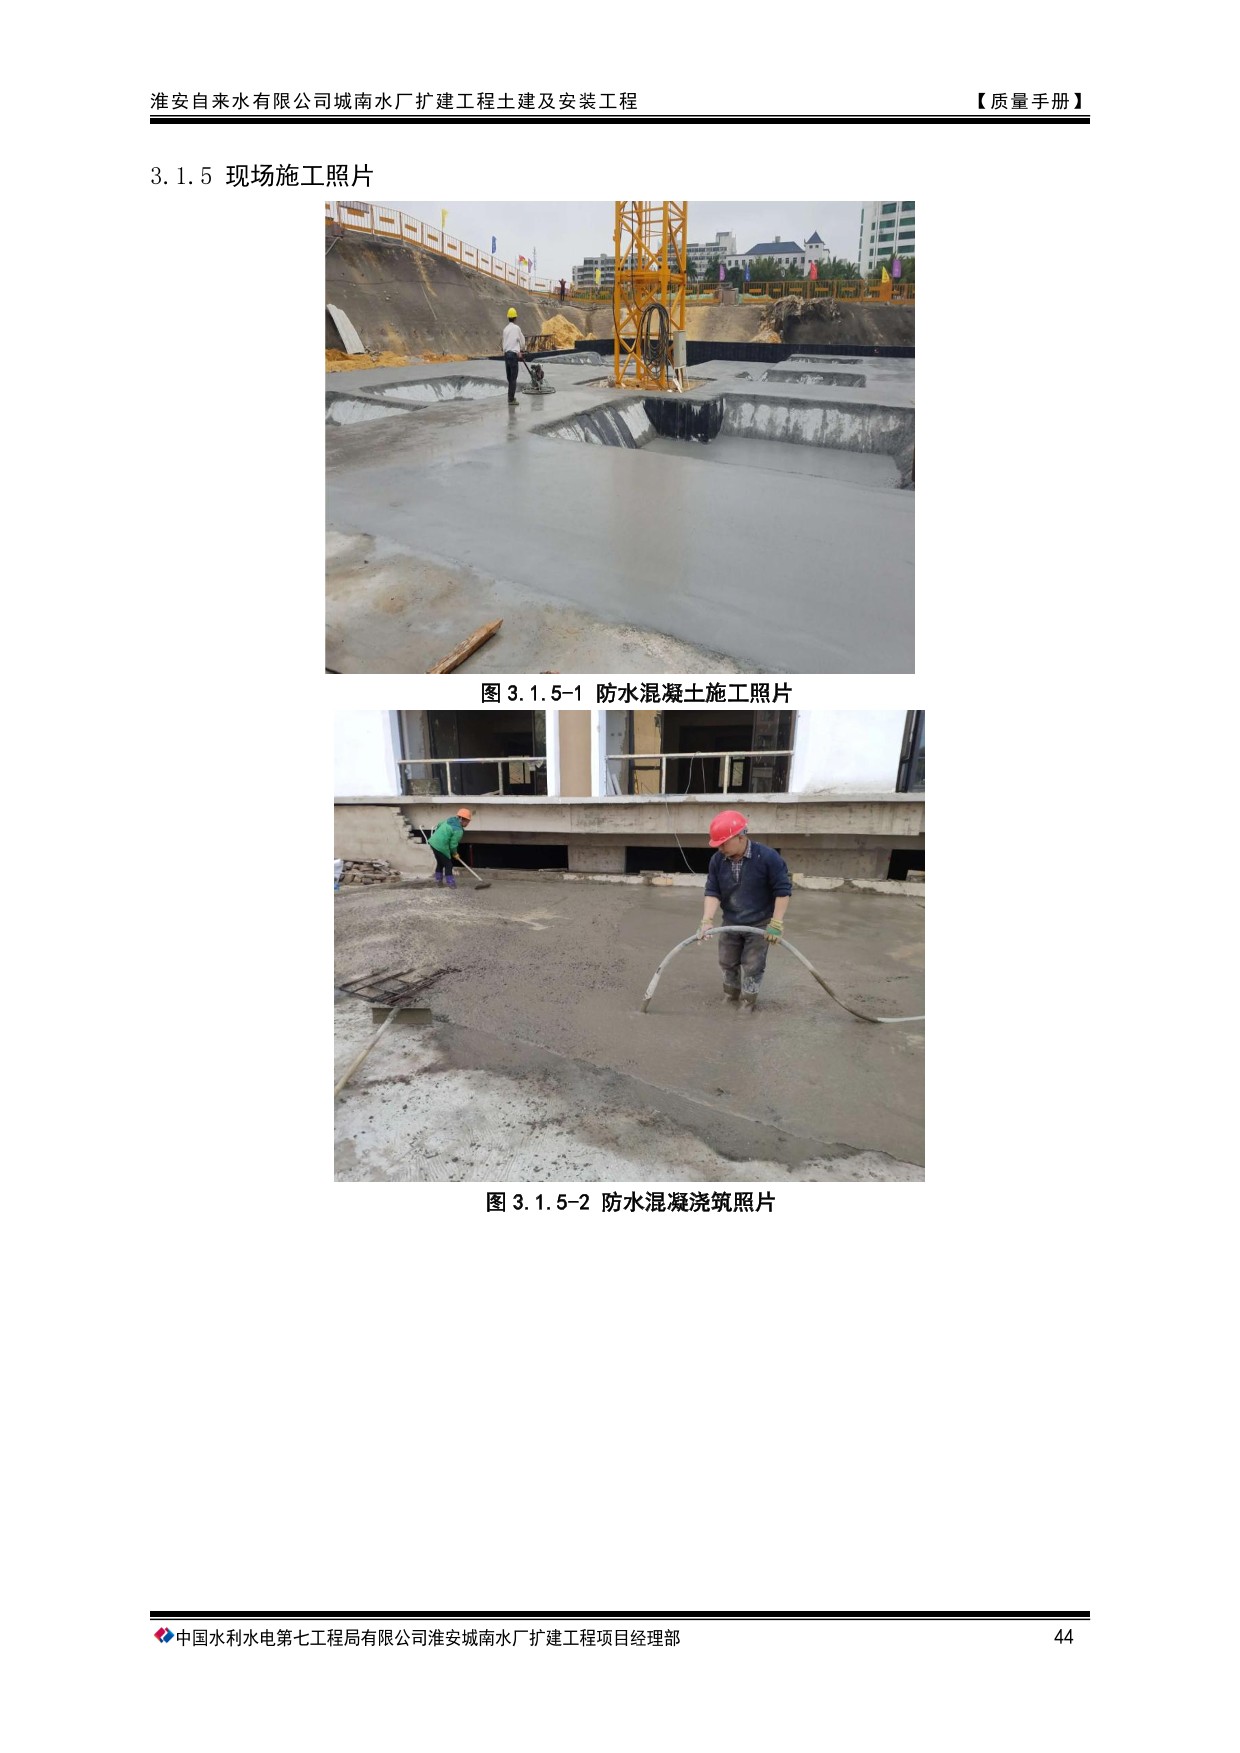 淮安自来水有限公司城南水厂扩建工程土建及安装工程 【质量手册】
3.1.5 现场施工照片
图 3.1.5-1 防水混凝土施工照片
图 3.1.5-2 防水混凝浇筑照片
中国水利水电第七工程局有限公司淮安城南水厂扩建工程项目经理部 44